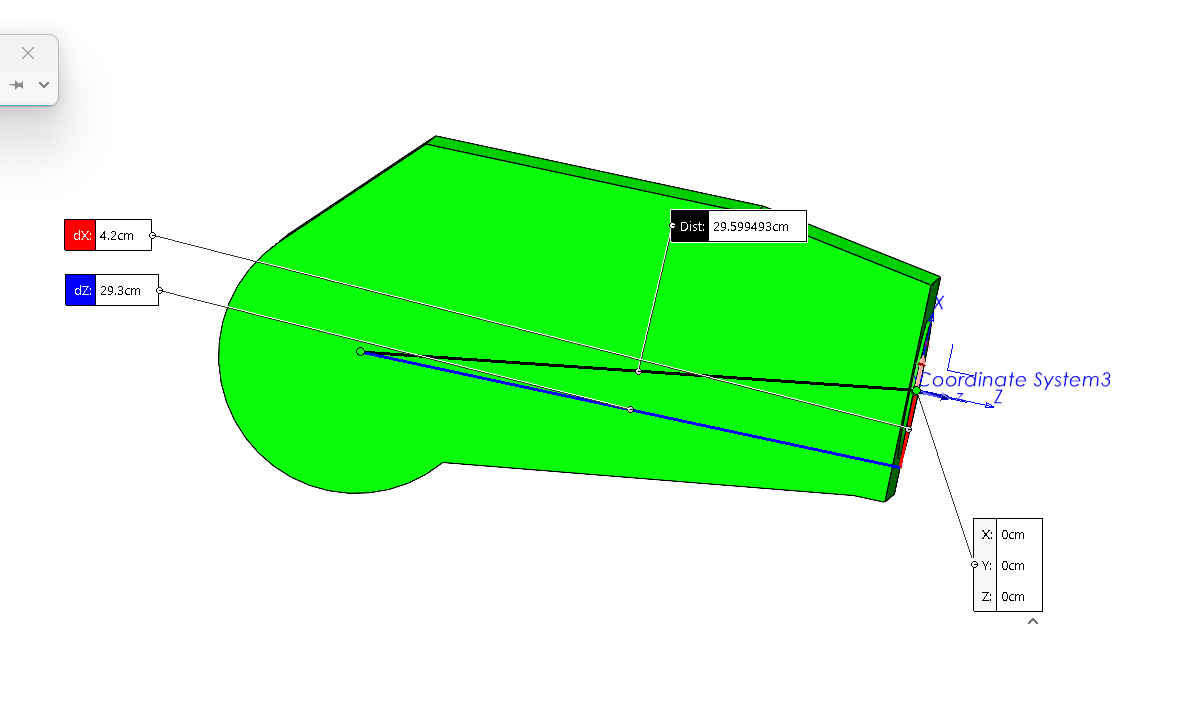 Dist: 29.599493cm
dX: 4.2cm
dZ: 29.3cm
X
Coordinate System3
z
Z
X: 0cm
Y: 0cm
Z: 0cm